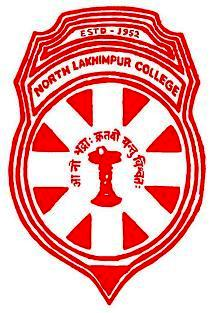 ESTD - 1952
NORTH LAKHIMPUR COLLEGE
आ नो भद्राः क्रतवो यन्तु विश्वतः